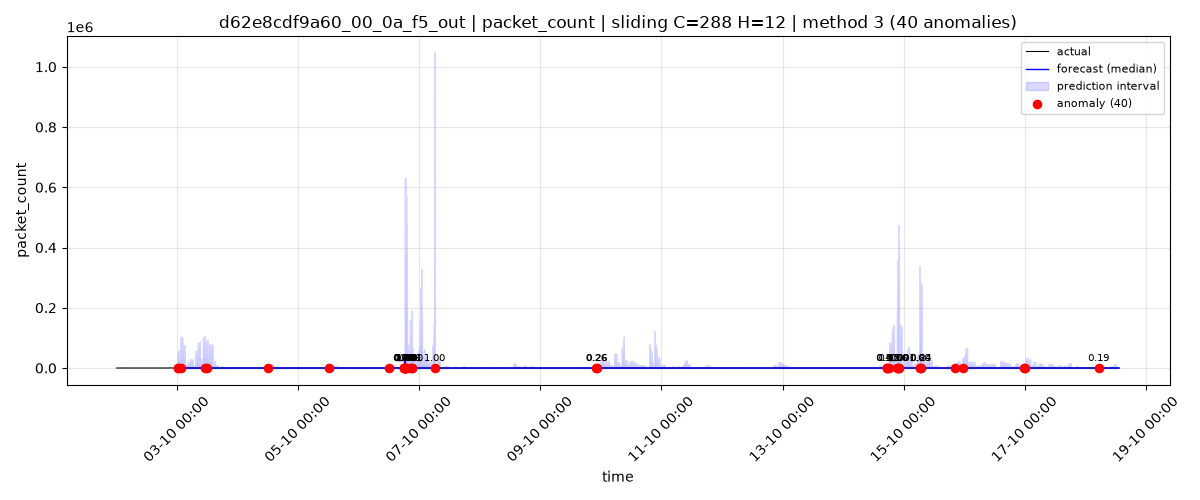 d62e8cdf9a60_00_0a_f5_out | packet_count | sliding C=288 H=12 | method 3 (40 anomalies)
1e6
actual
forecast (median)
prediction interval
anomaly (40)
1.0
0.8
0.6
0.4
0.2
0.0
packet_count
1.00
0.26
0.19
03-10 00:00
05-10 00:00
07-10 00:00
09-10 00:00
11-10 00:00
13-10 00:00
15-10 00:00
17-10 00:00
19-10 00:00
time